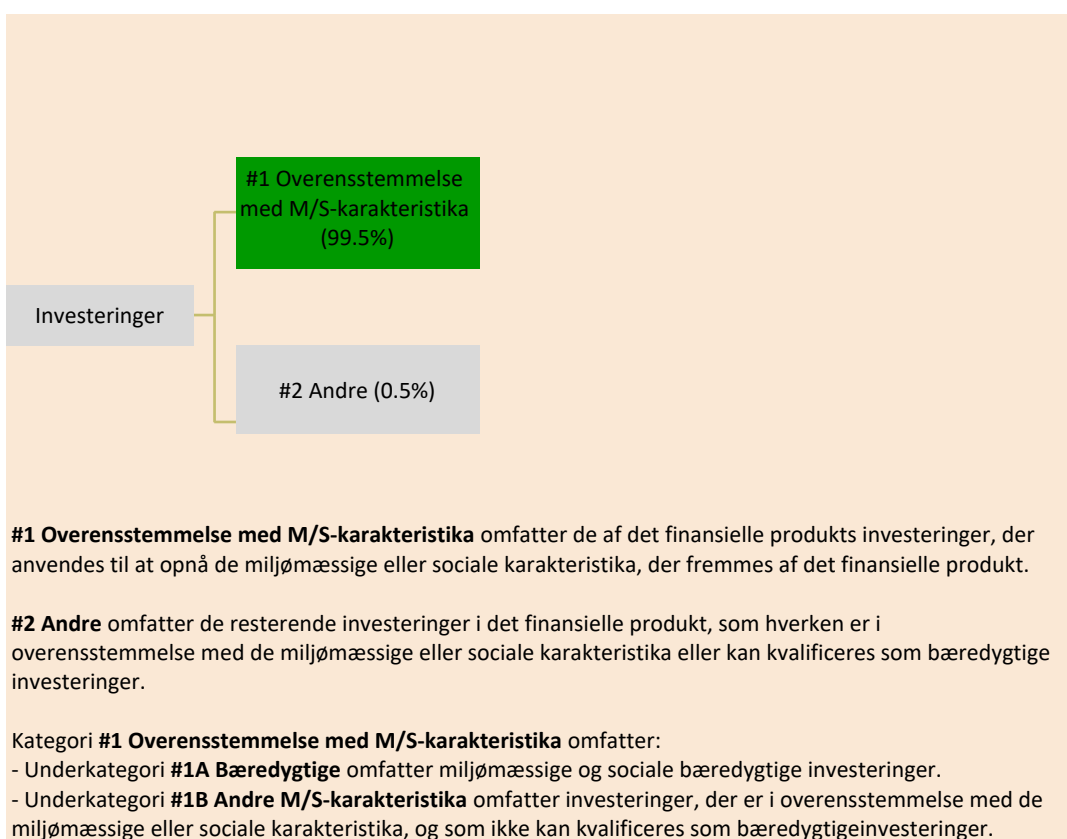 #1 Overensstemmelse
med M/S-karakteristika
(99.5%)
Investeringer
#2 Andre (0.5%)
#1 Overensstemmelse med M/S-karakteristika omfatter de af det finansielle produkts investeringer, der
anvendes til at opnå de miljømæssige eller sociale karakteristika, der fremmes af det finansielle produkt.
#2 Andre omfatter de resterende investeringer i det finansielle produkt, som hverken er i
overensstemmelse med de miljømæssige eller sociale karakteristika eller kan kvalificeres som bæredygtige
investeringer.
Kategori #1 Overensstemmelse med M/S-karakteristika omfatter:
- Underkategori #1A Bæredygtige omfatter miljømæssige og sociale bæredygtige investeringer.
- Underkategori #1B Andre M/S-karakteristika omfatter investeringer, der er i overensstemmelse med de
miljømæssige eller sociale karakteristika, og som ikke kan kvalificeres som bæredygtigeinvesteringer.